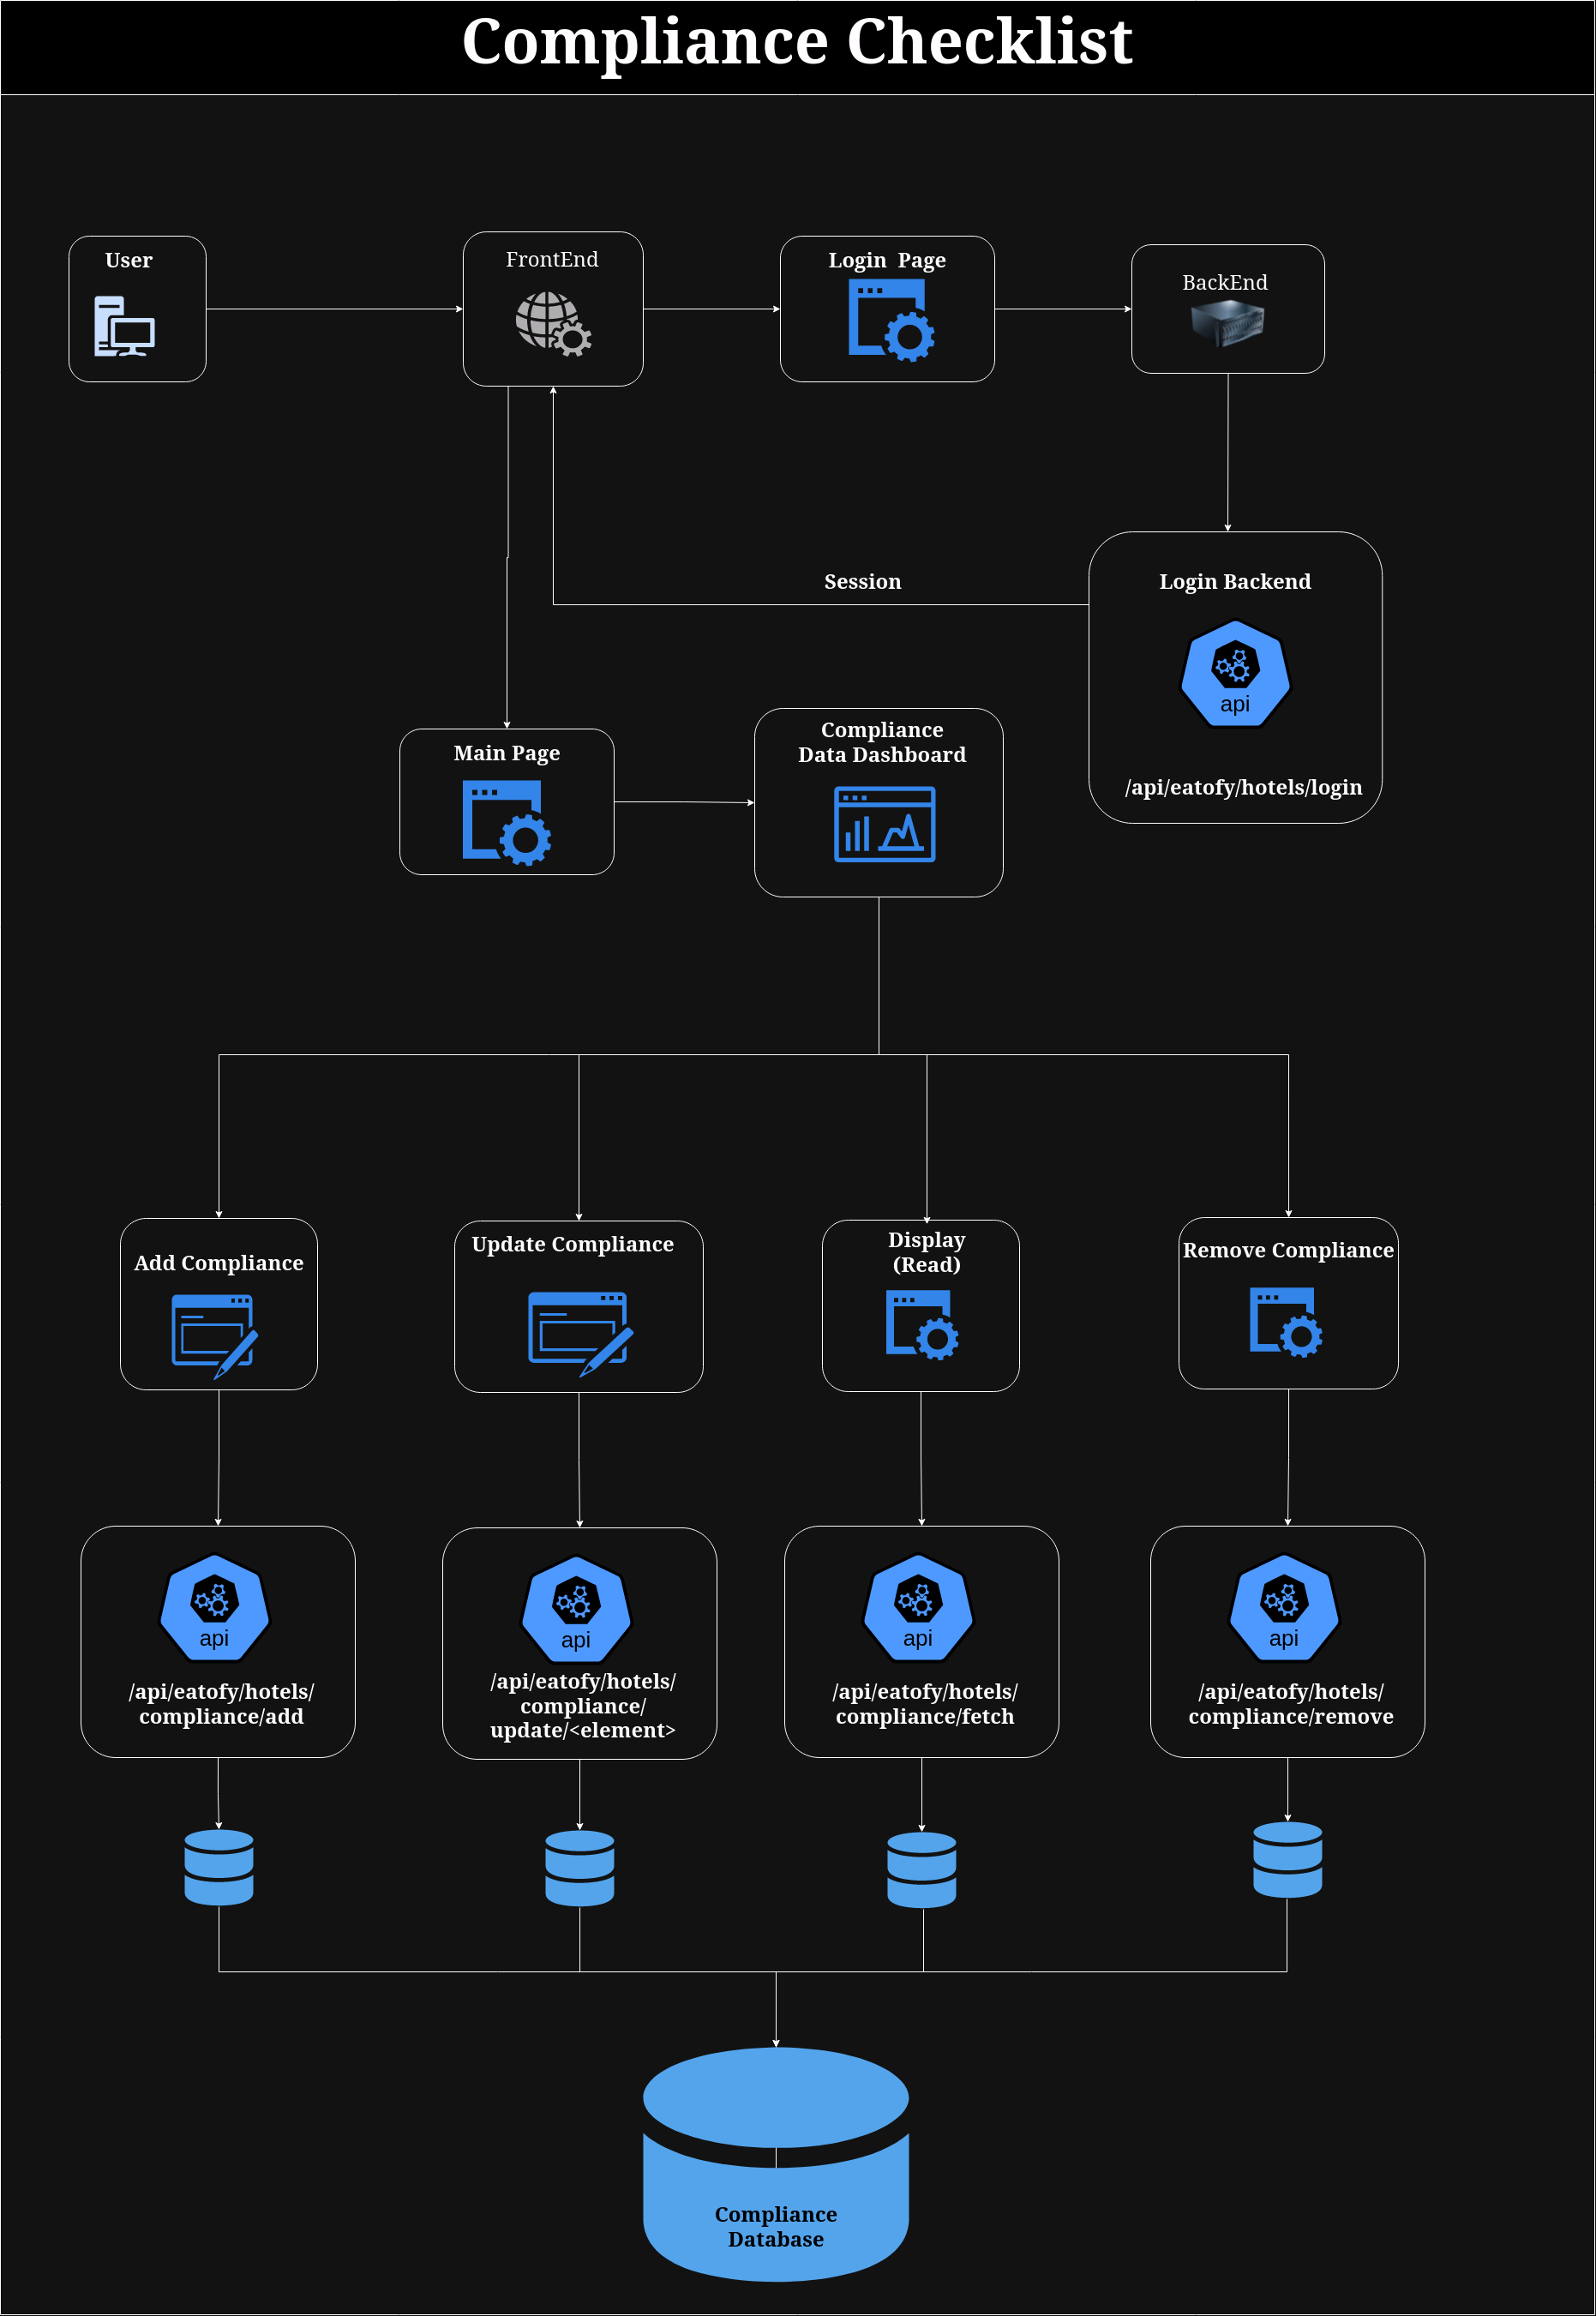 Compliance Checklist
User
FrontEnd
Login  Page
BackEnd
Session
Login Backend
api
/api/eatofy/hotels/login
Main Page
Compliance
Data Dashboard
Add Compliance
Update Compliance
Display
(Read)
Remove Compliance
api
/api/eatofy/hotels/
compliance/add
api
/api/eatofy/hotels/
compliance/
update/<element>
api
/api/eatofy/hotels/
compliance/fetch
api
/api/eatofy/hotels/
compliance/remove
Compliance
Database